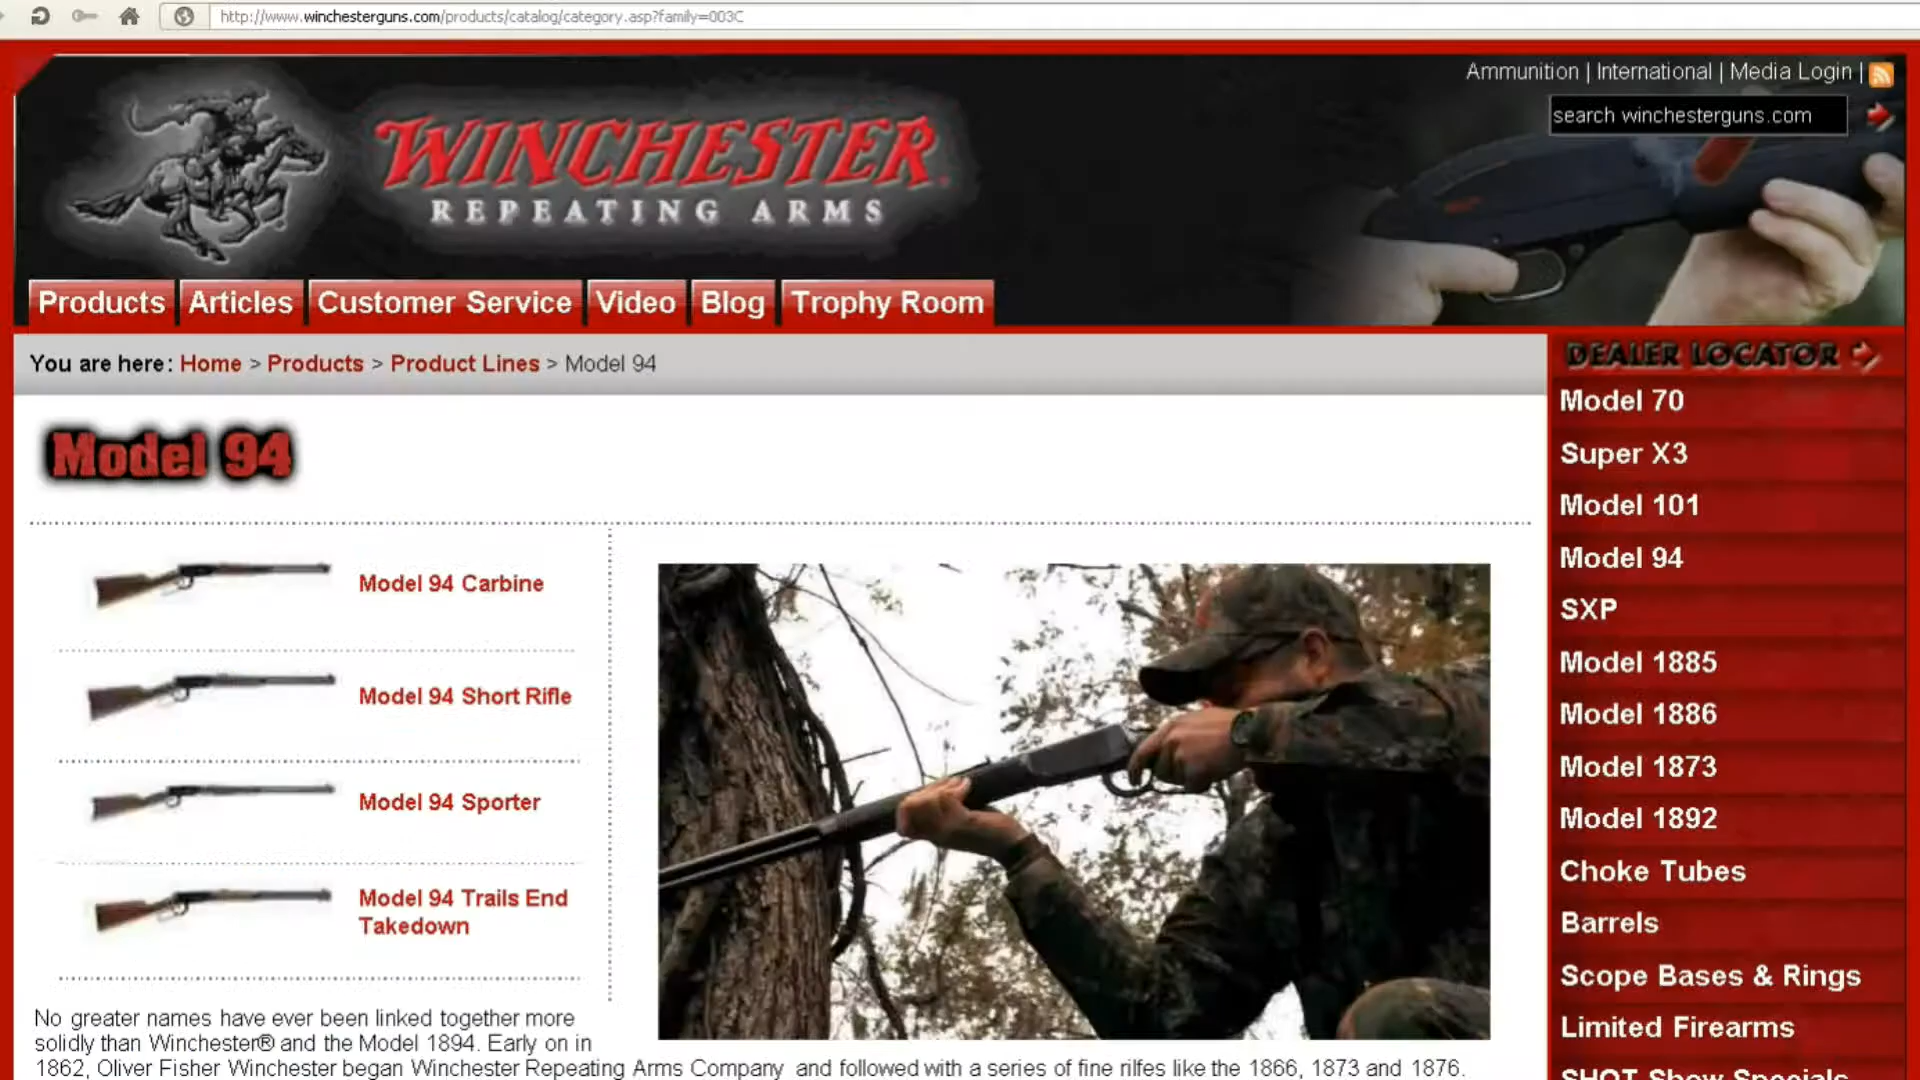 http://www.winchesterguns.com/products/catalog/category.asp?family=003C
Ammunition | International | Media Login |
search winchesterguns.com
WINCHESTER
REPEATING ARMS
Products Articles Customer Service Video Blog Trophy Room
You are here: Home > Products > Product Lines > Model 94
DEALER LOCATOR
Model 94
Model 94 Carbine
Model 94 Short Rifle
Model 94 Sporter
Model 94 Trails End
Takedown
No greater names have ever been linked together more
solidly than Winchester® and the Model 1894. Early on in
1862, Oliver Fisher Winchester began Winchester Repeating Arms Company and followed with a series of fine rilfes like the 1866, 1873 and 1876.
Model 70
Super X3
Model 101
Model 94
SXP
Model 1885
Model 1886
Model 1873
Model 1892
Choke Tubes
Barrels
Scope Bases & Rings
Limited Firearms
SHOT Show Specials